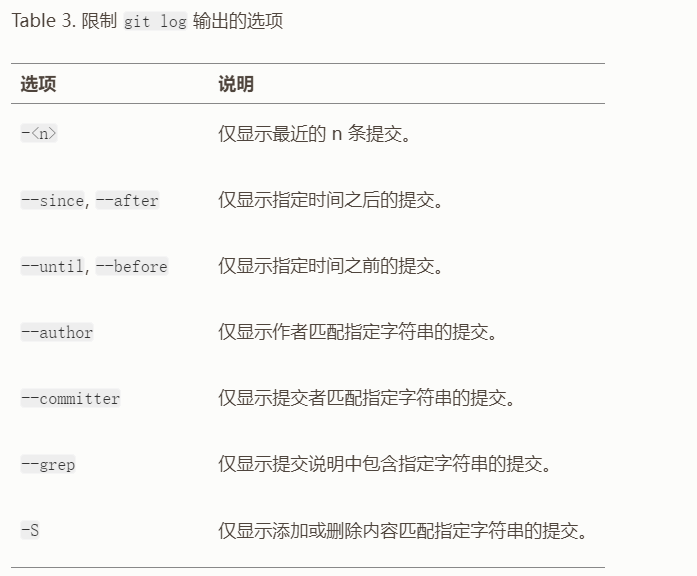 Table 3. 限制 git log 输出的选项
选项 说明
-<n> 仅显示最近的 n 条提交。
--since, --after 仅显示指定时间之后的提交。
--until, --before 仅显示指定时间之前的提交。
--author 仅显示作者匹配指定字符串的提交。
--committer 仅显示提交者匹配指定字符串的提交。
--grep 仅显示提交说明中包含指定字符串的提交。
-S 仅显示添加或删除内容匹配指定字符串的提交。